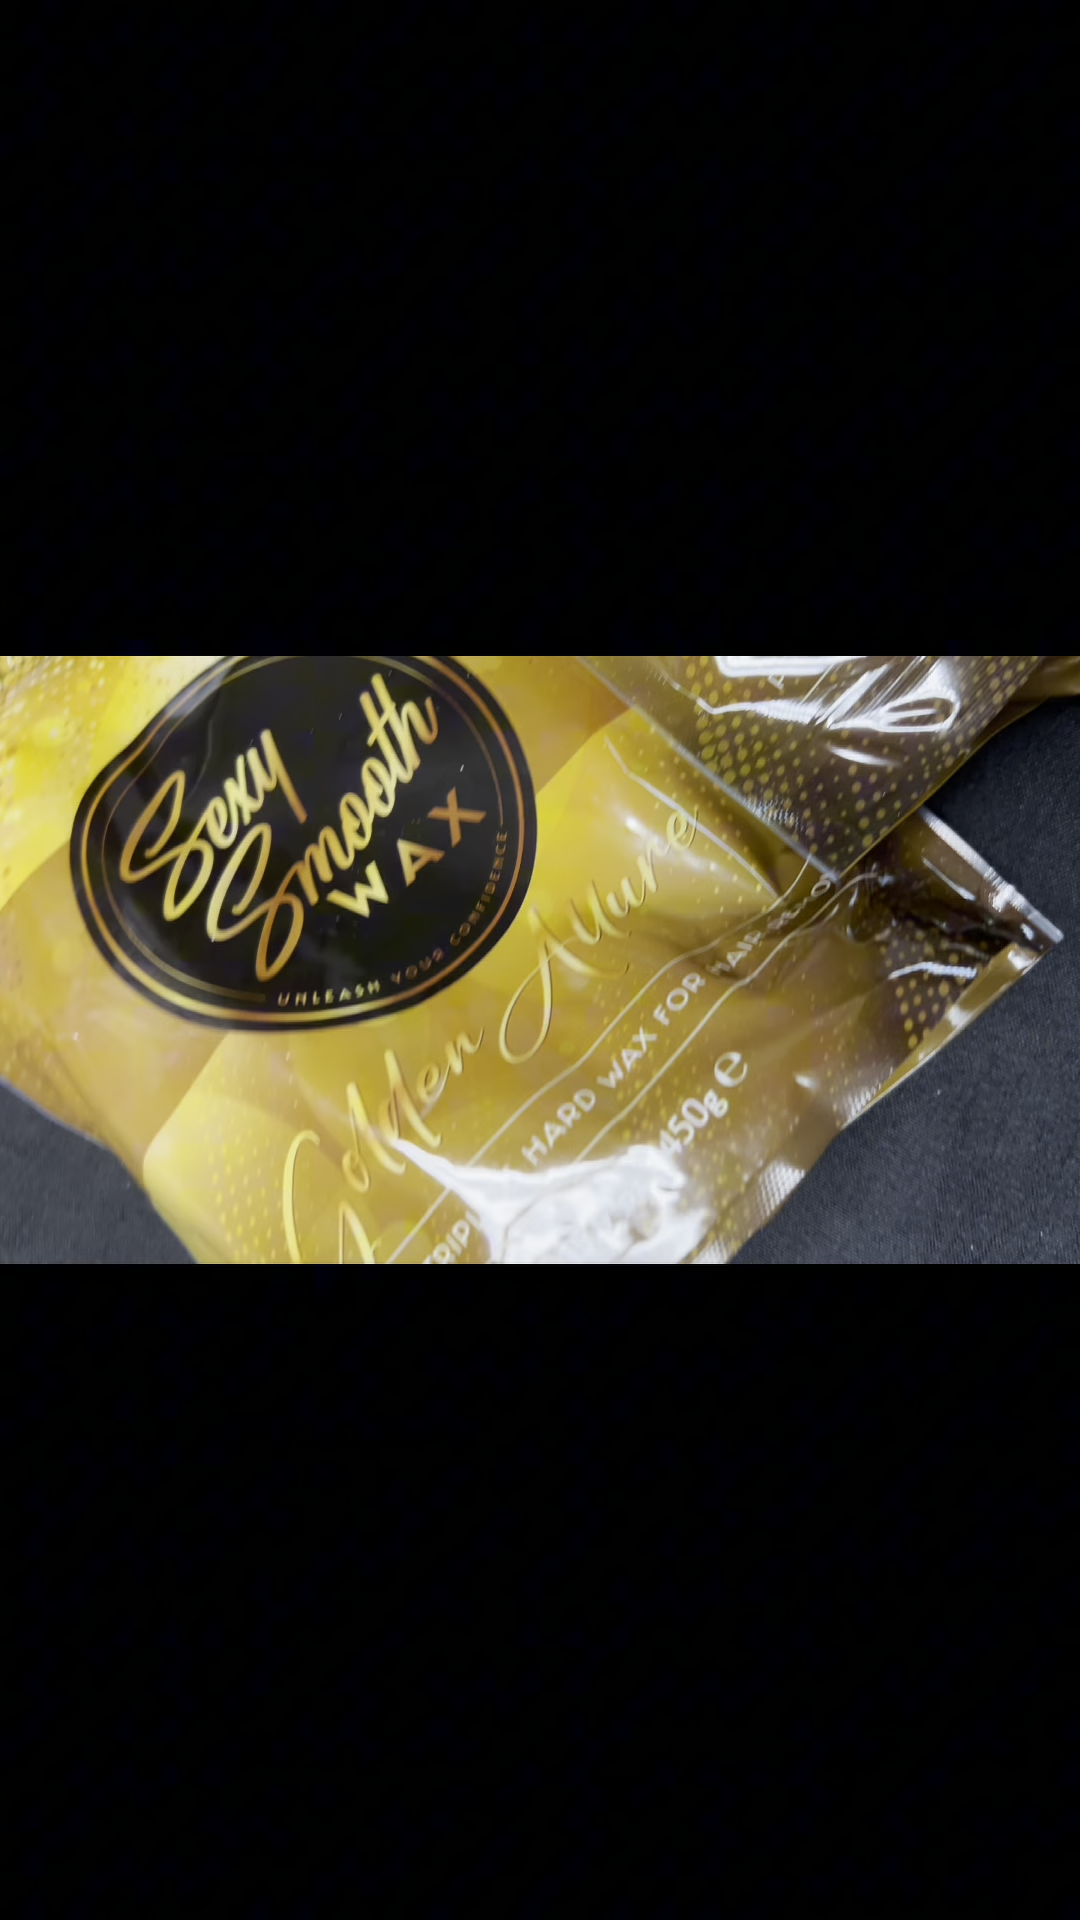 Sexy
Smooth
WAX
UNLEASH YOUR CONFIDENCE
Golden Allure
HARD WAX FOR HAIR
450g e